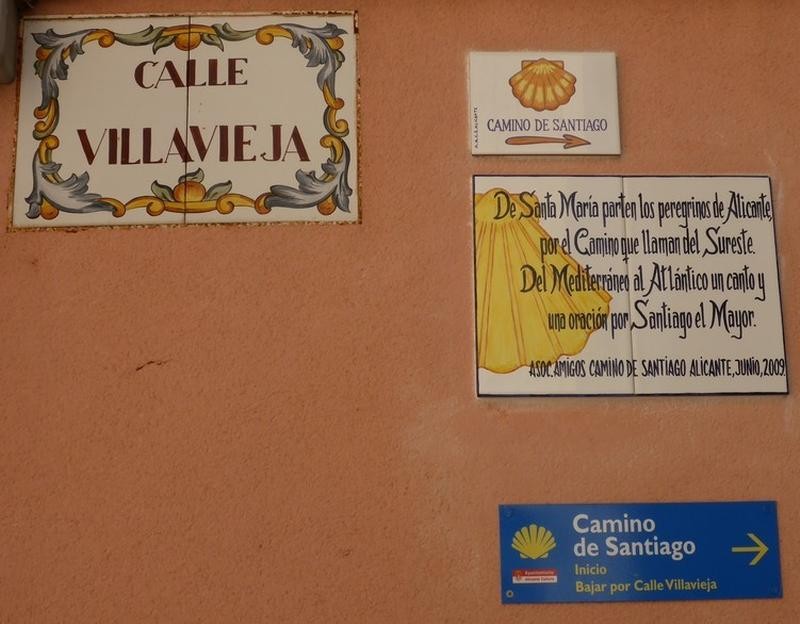 CALLE
VILLAVIEJA
CAMINO DE SANTIAGO
De Santa María parten los peregrinos de Alicante,
por el Camino que llaman del Sureste.
Del Mediterráneo al Atlántico un canto y
una oración por Santiago el Mayor.
ASOC. AMIGOS CAMINO DE SANTIAGO ALICANTE, JUNIO, 2009
Camino
de Santiago
Inicio
Bajar por Calle Villavieja